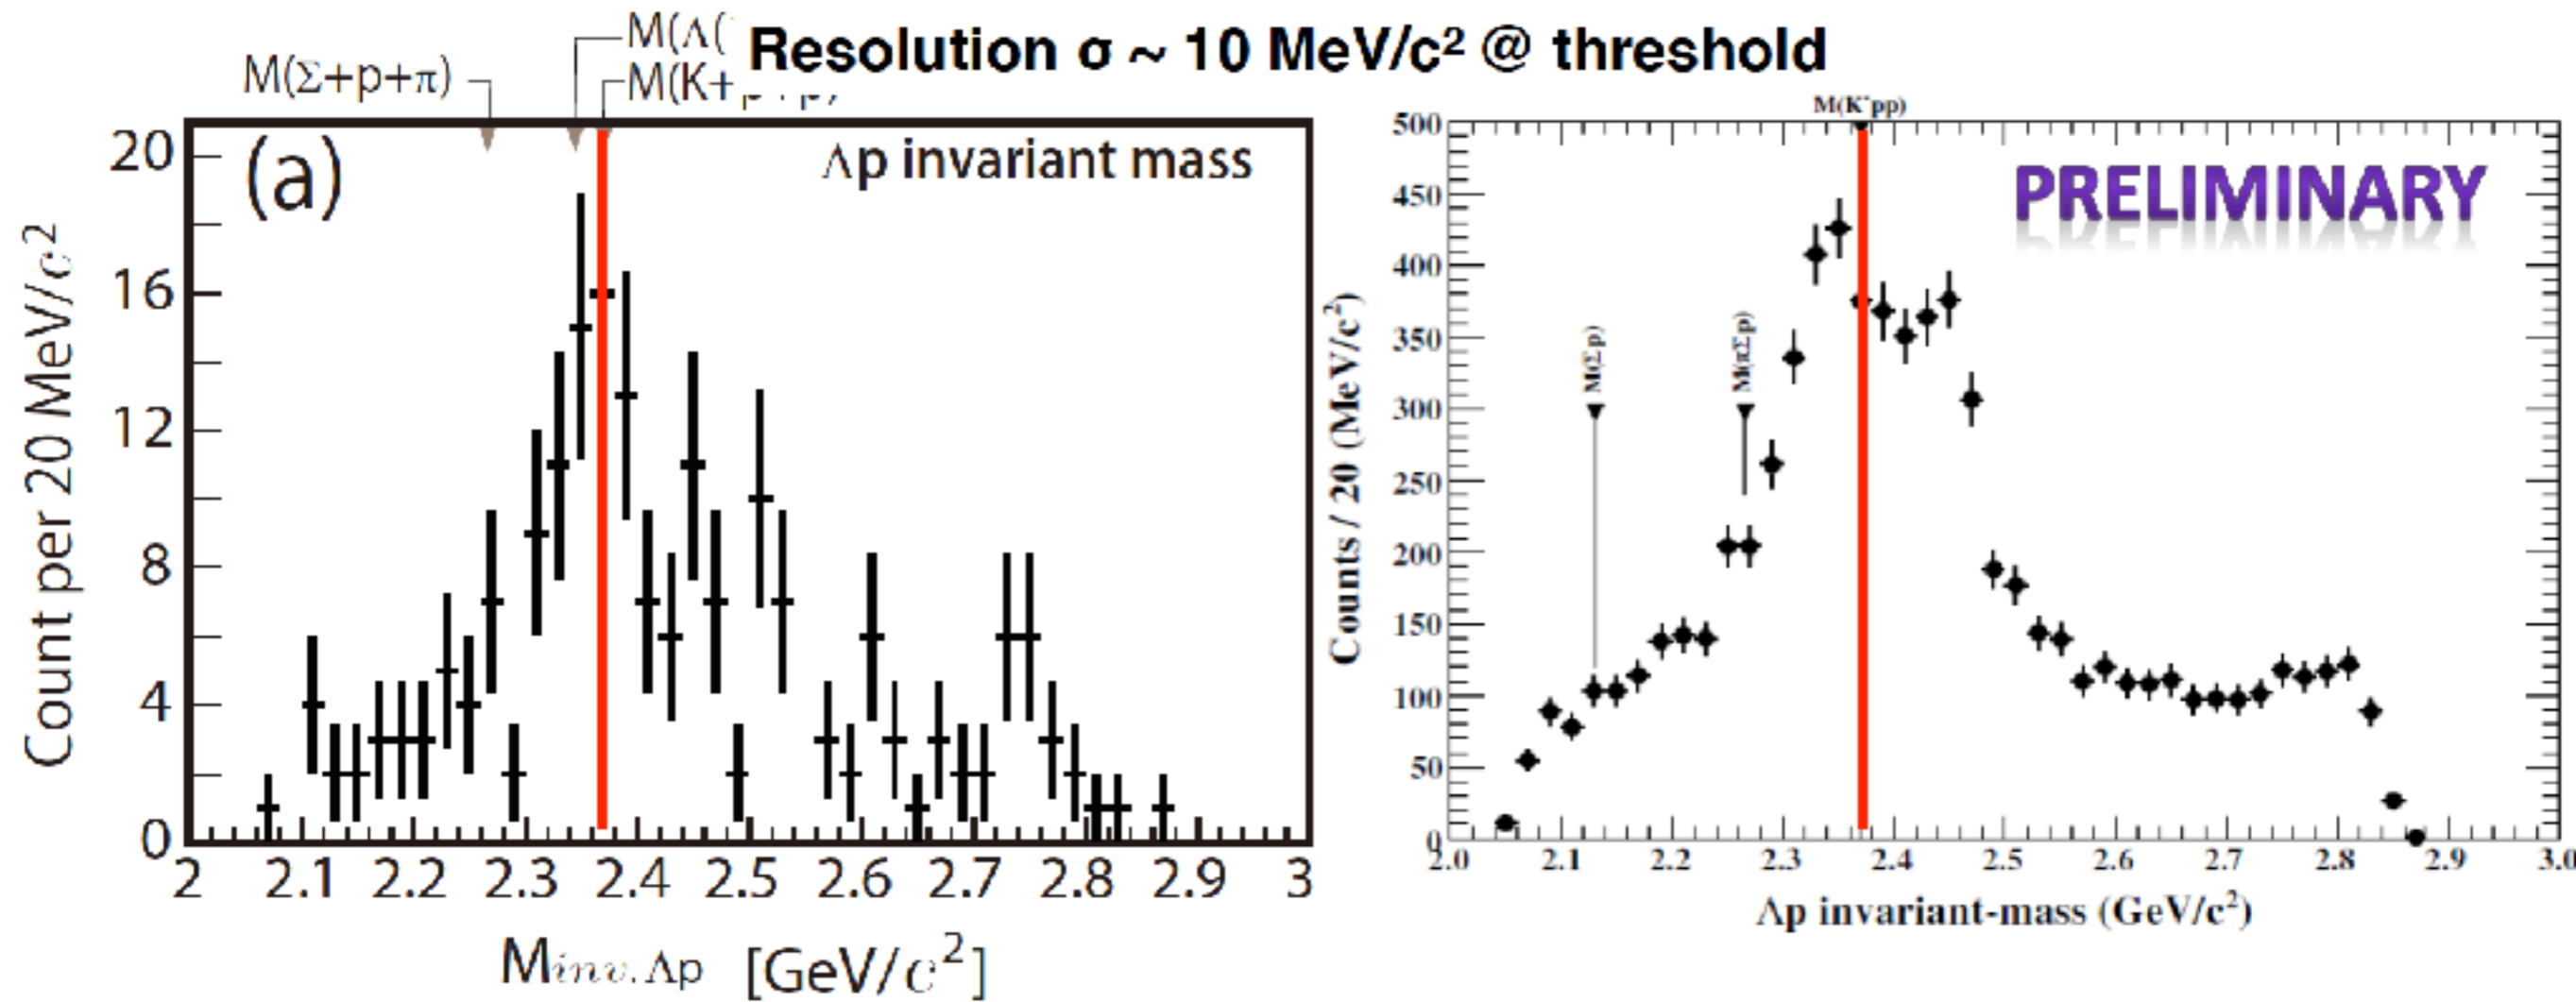 Resolution σ ~ 10 MeV/c² @ threshold
M(Λ(
M(Σ+p+π)
M(K+
(a)
Λp invariant mass
Count per 20 MeV/c²
20
16
12
8
4
0
2 2.1 2.2 2.3 2.4 2.5 2.6 2.7 2.8 2.9 3
Minv.Λp [GeV/c²]
M(K⁻pp)
PRELIMINARY
M(Σp)
M(πΣp)
Counts / 20 (MeV/c²)
500
450
400
350
300
250
200
150
100
50
0
2.0 2.1 2.2 2.3 2.4 2.5 2.6 2.7 2.8 2.9 3.0
Λp invariant-mass (GeV/c²)